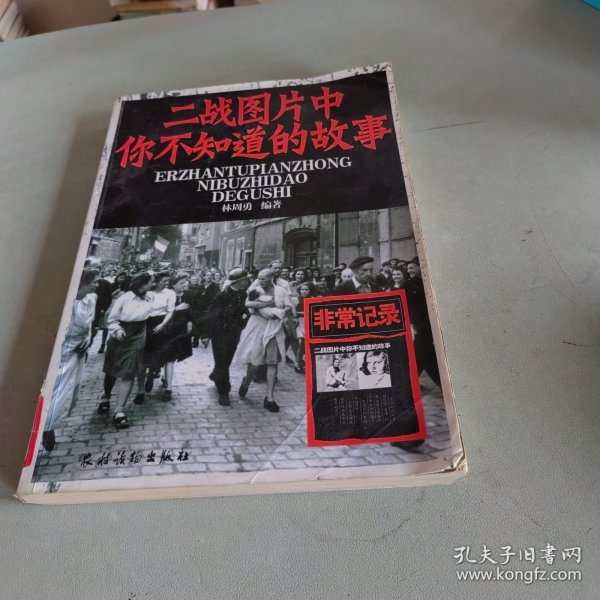 二战图片中
你不知道的故事
ERZHANTUPIANZHONG
NIBUZHIDAO
DEGUSHI
林周勇 编著
非常记录
二战图片中你不知道的故事
农村读物出版社
孔夫子旧书网
www.kongfz.com